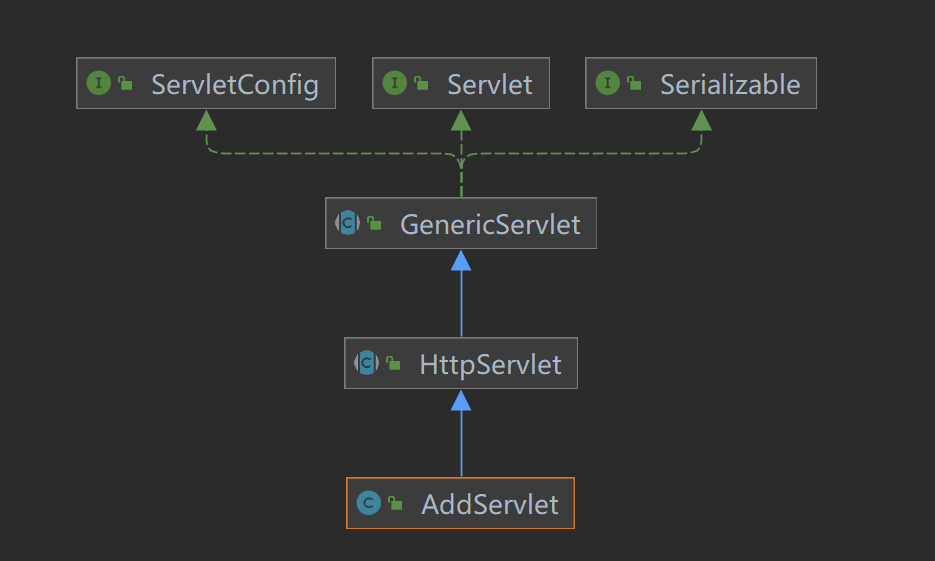 I ServletConfig
I Servlet
I Serializable
C GenericServlet
C HttpServlet
C AddServlet